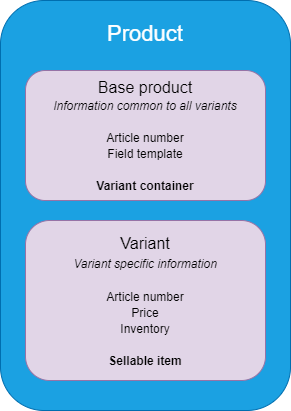 Product
Base product
Information common to all variants
Article number
Field template
Variant container
Variant
Variant specific information
Article number
Price
Inventory
Sellable item